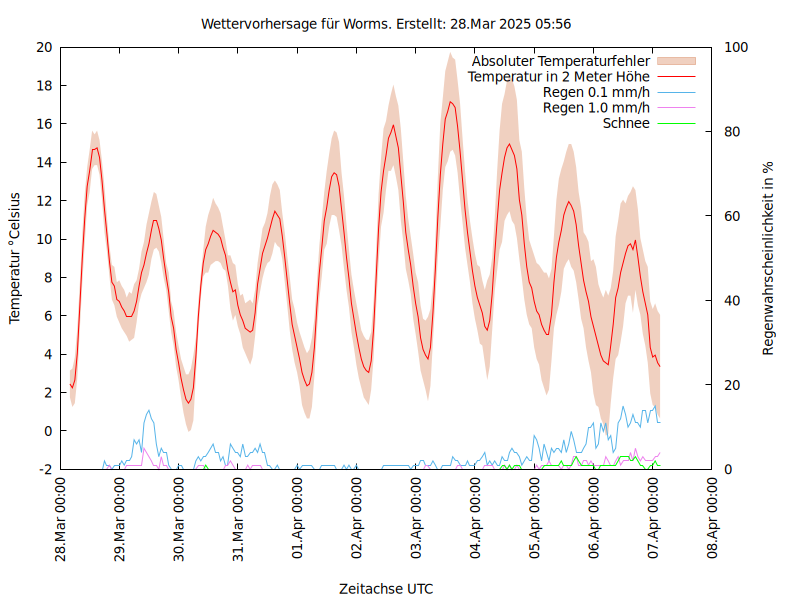 Wettervorhersage für Worms. Erstellt: 28.Mar 2025 05:56
Absoluter Temperaturfehler
Temperatur in 2 Meter Höhe
Regen 0.1 mm/h
Regen 1.0 mm/h
Schnee
Temperatur °Celsius
20
18
16
14
12
10
8
6
4
2
0
-2
100
80
60
40
20
0
Regenwahrscheinlichkeit in %
28.Mar 00:00
29.Mar 00:00
30.Mar 00:00
31.Mar 00:00
01.Apr 00:00
02.Apr 00:00
03.Apr 00:00
04.Apr 00:00
05.Apr 00:00
06.Apr 00:00
07.Apr 00:00
08.Apr 00:00
Zeitachse UTC